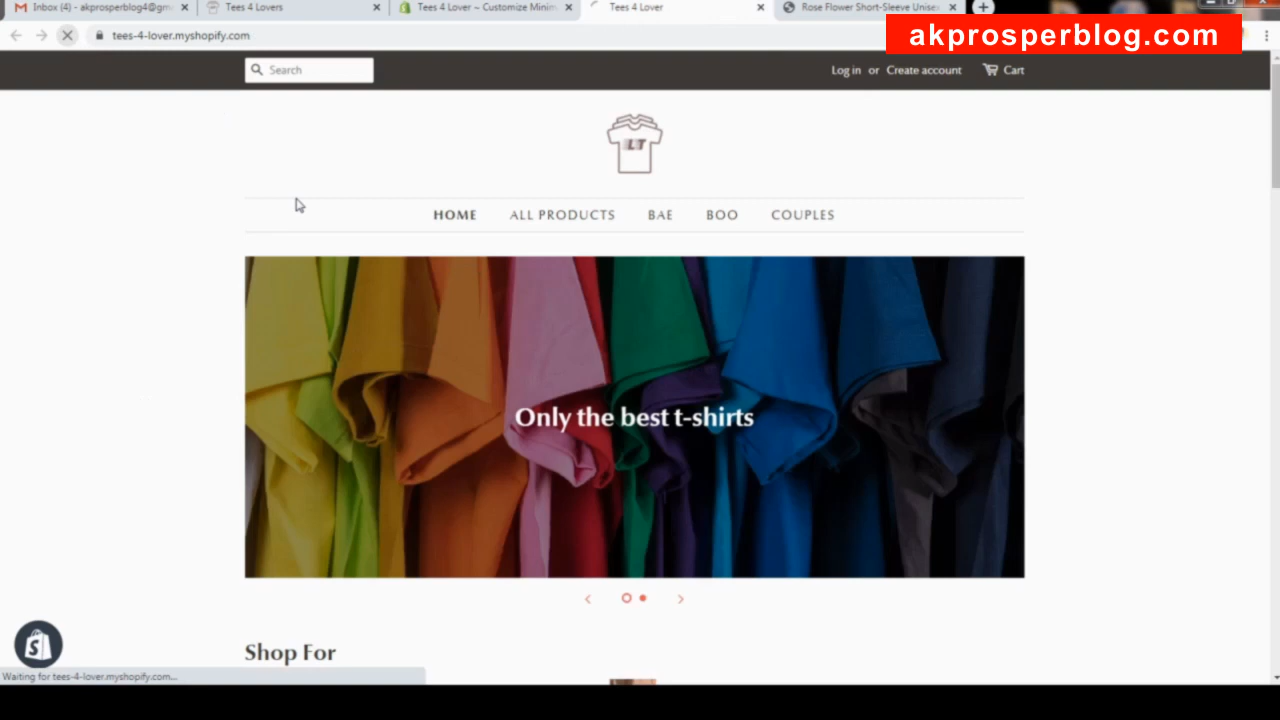 Inbox (4) - akprosperblog4@gm
Tees 4 Lovers
Tees 4 Lover ~ Customize Minim
Tees 4 Lover
Rose Flower Short-Sleeve Unisex
tees-4-lover.myshopify.com
akprosperblog.com
Search
Log in or Create account
Cart
LT
HOME
ALL PRODUCTS
BAE
BOO
COUPLES
Only the best t-shirts
Shop For
Waiting for tees-4-lover.myshopify.com...